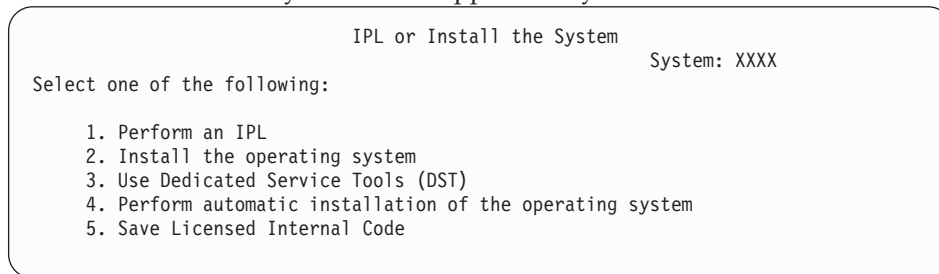 IPL or Install the System
System: XXXX
Select one of the following:
1. Perform an IPL
2. Install the operating system
3. Use Dedicated Service Tools (DST)
4. Perform automatic installation of the operating system
5. Save Licensed Internal Code